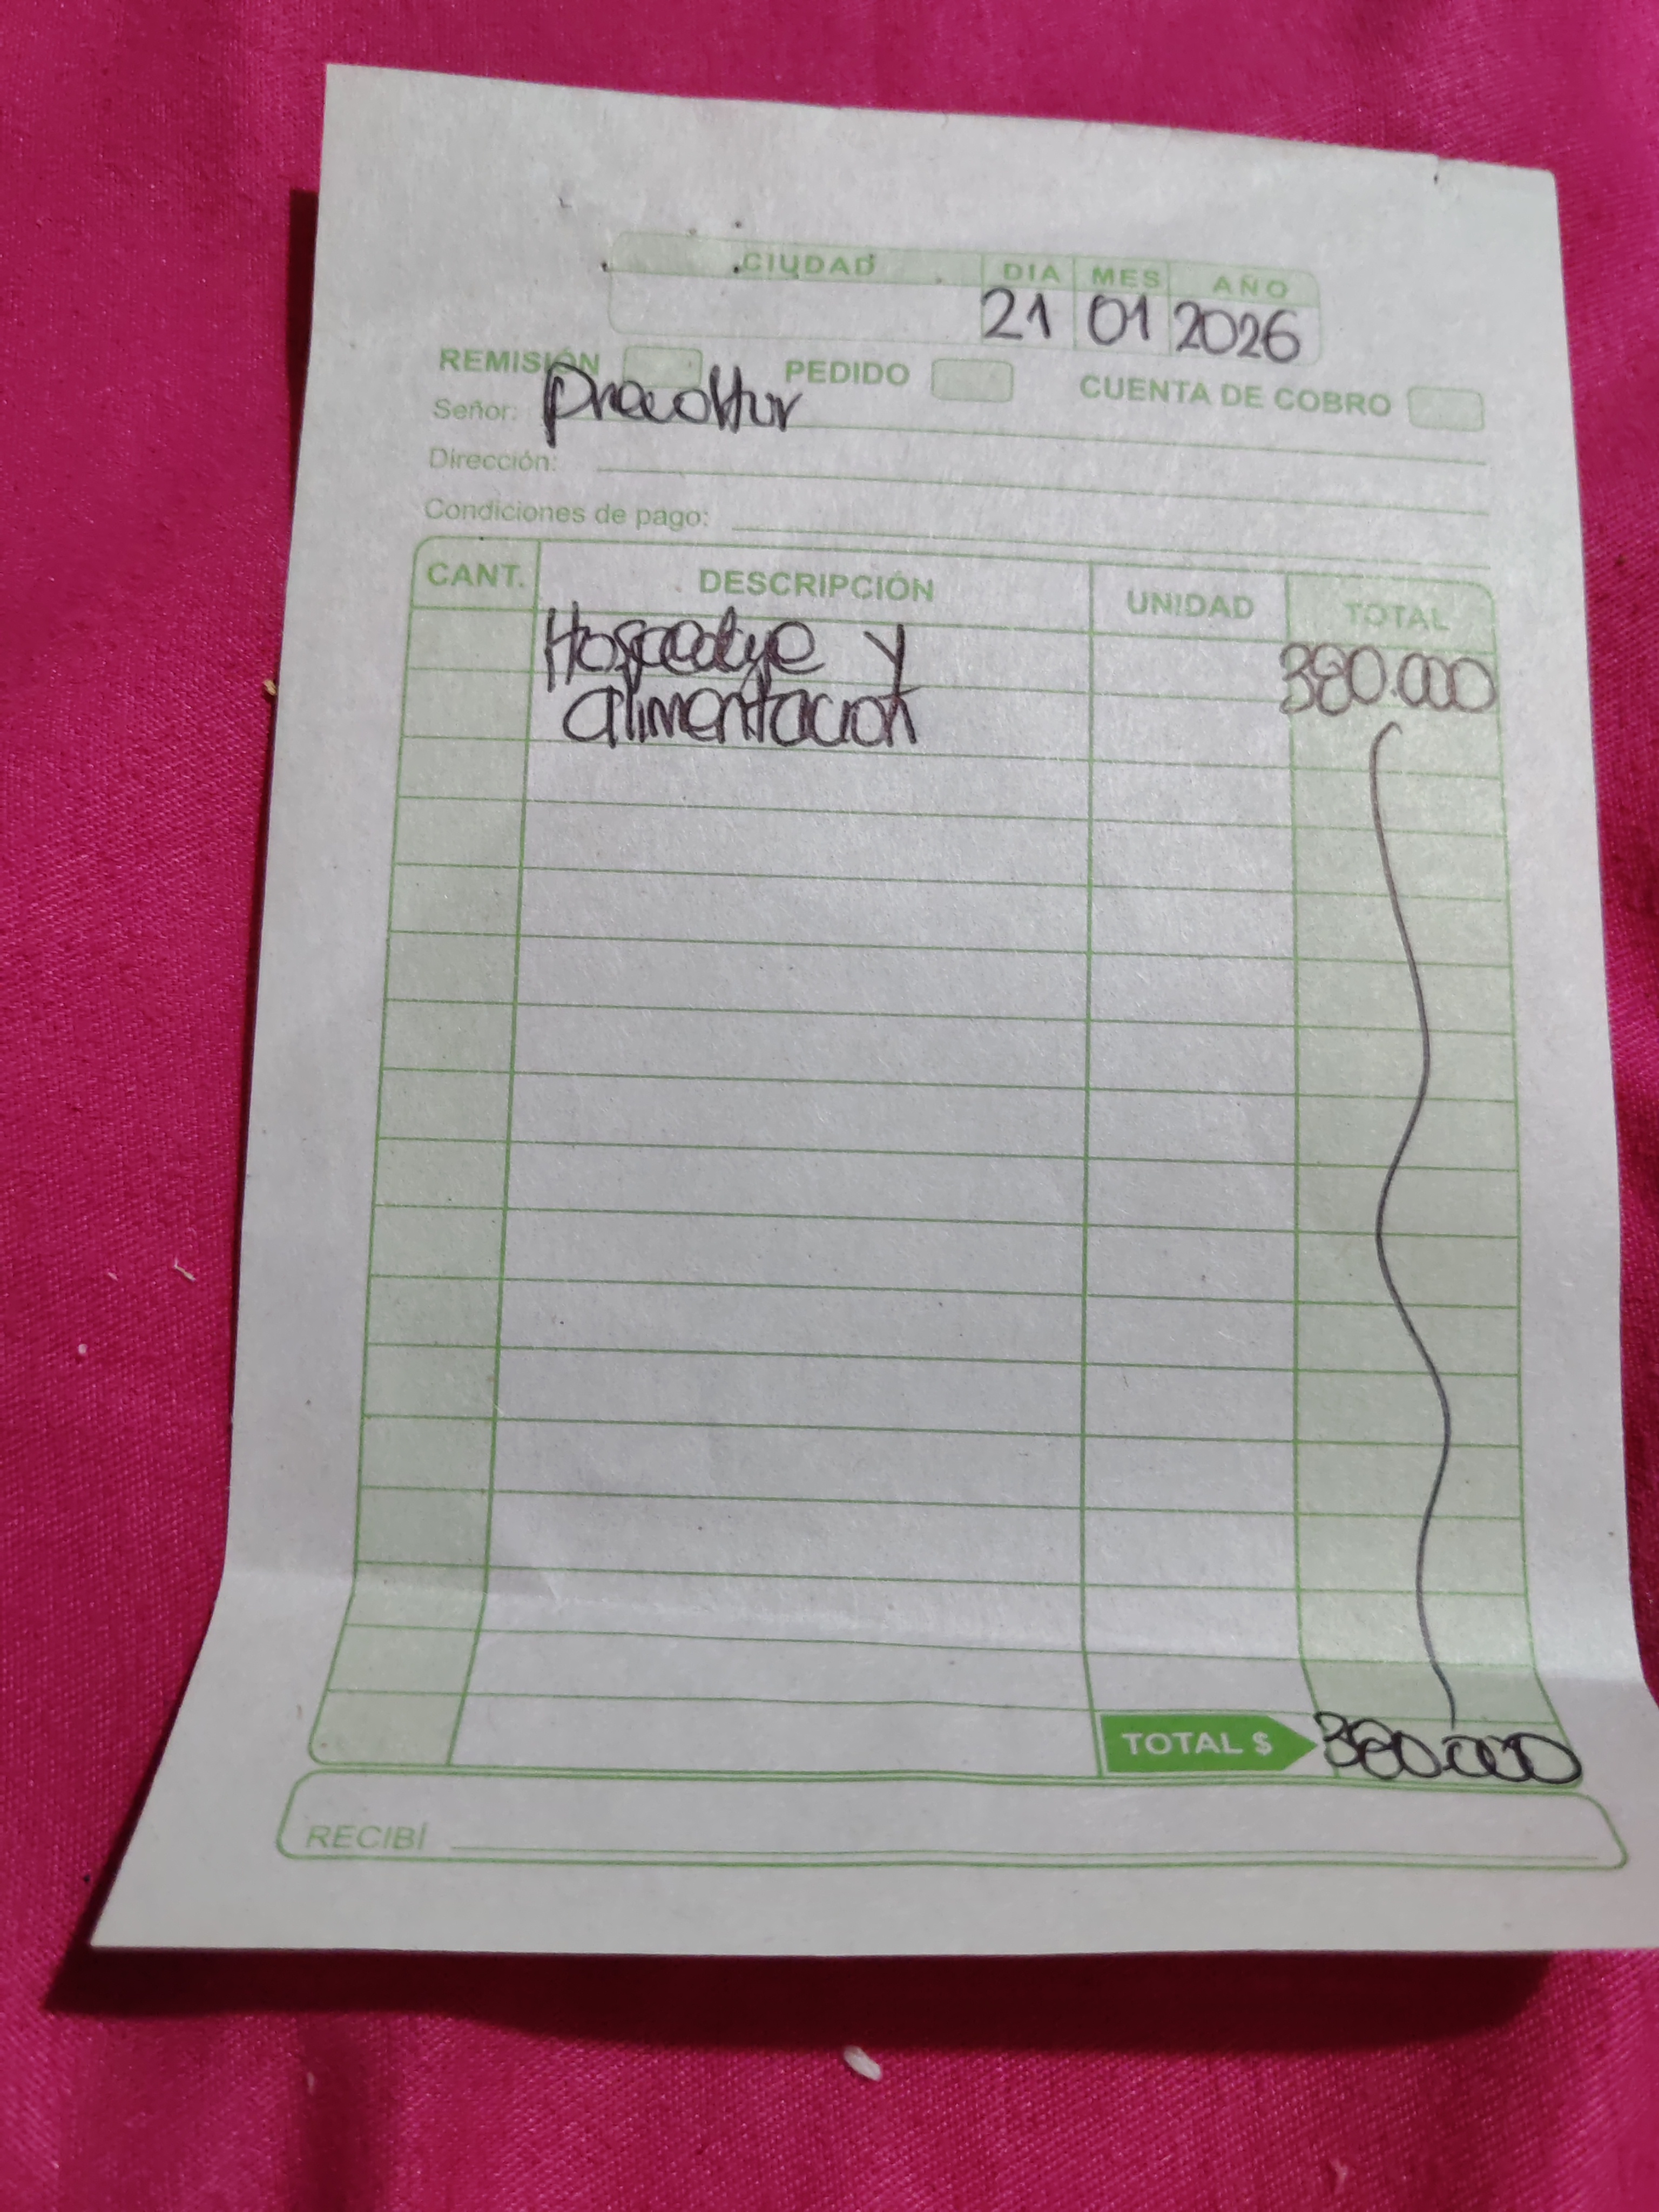 CIUDAD DIA MES AÑO
21 01 2026
REMISIÓN PEDIDO CUENTA DE COBRO
Señor:
Dirección:
Condiciones de pago:
CANT. DESCRIPCIÓN UNIDAD TOTAL
Hospedaje y 380.000
alimentacion
TOTAL $ 380.000
RECIBÍ